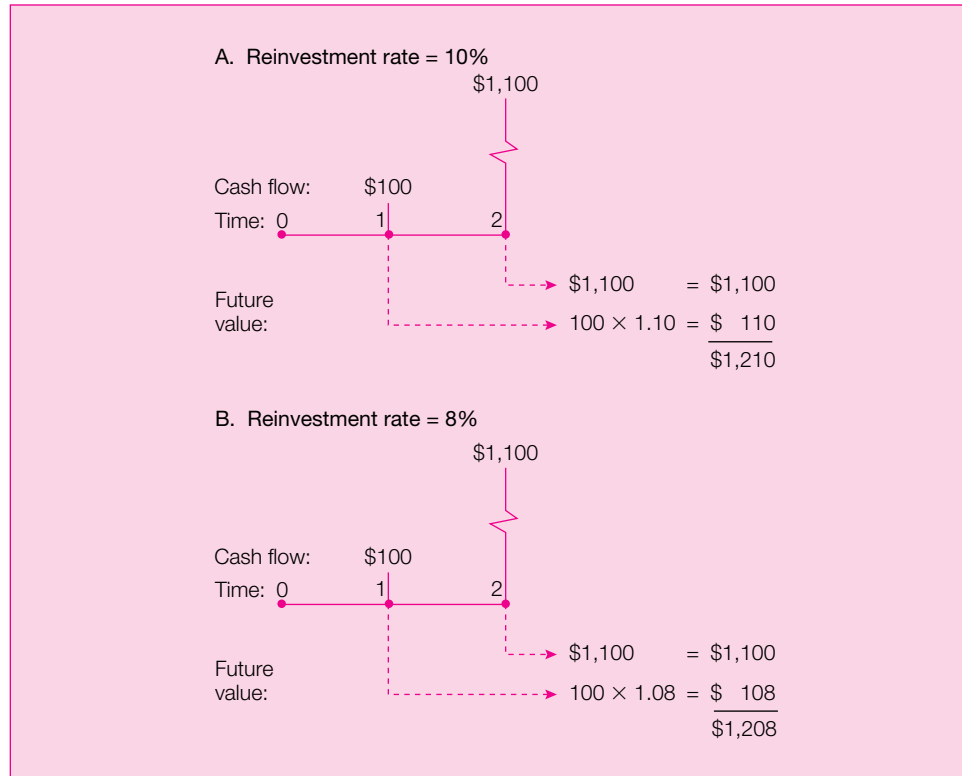 A. Reinvestment rate = 10%
$1,100
Cash flow: $100
Time: 0 1 2
$1,100 = $1,100
Future
value: 100 × 1.10 = $ 110
$1,210
B. Reinvestment rate = 8%
$1,100
Cash flow: $100
Time: 0 1 2
$1,100 = $1,100
Future
value: 100 × 1.08 = $ 108
$1,208